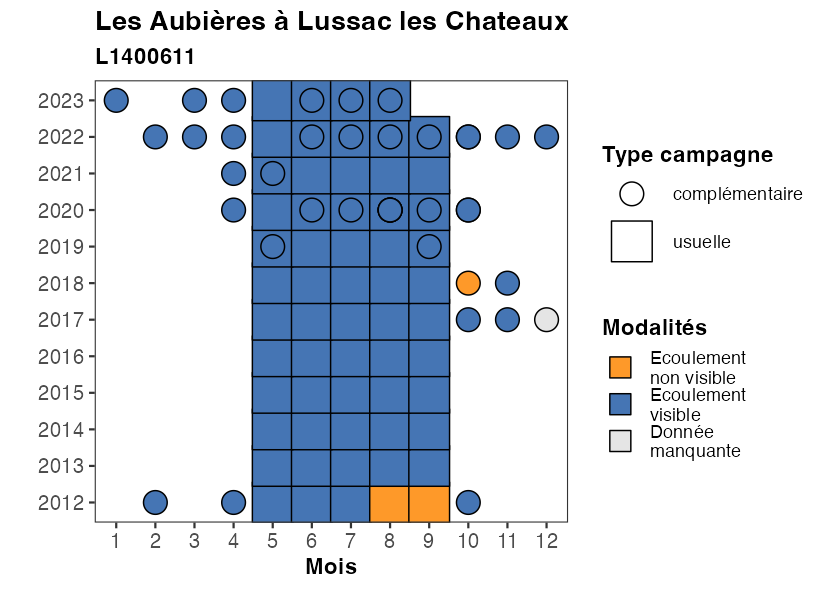 Les Aubières à Lussac les Chateaux
L1400611
2023
2022
2021
2020
2019
2018
2017
2016
2015
2014
2013
2012
1 2 3 4 5 6 7 8 9 10 11 12
Mois
Type campagne
complémentaire
usuelle
Modalités
Ecoulement
non visible
Ecoulement
visible
Donnée
manquante